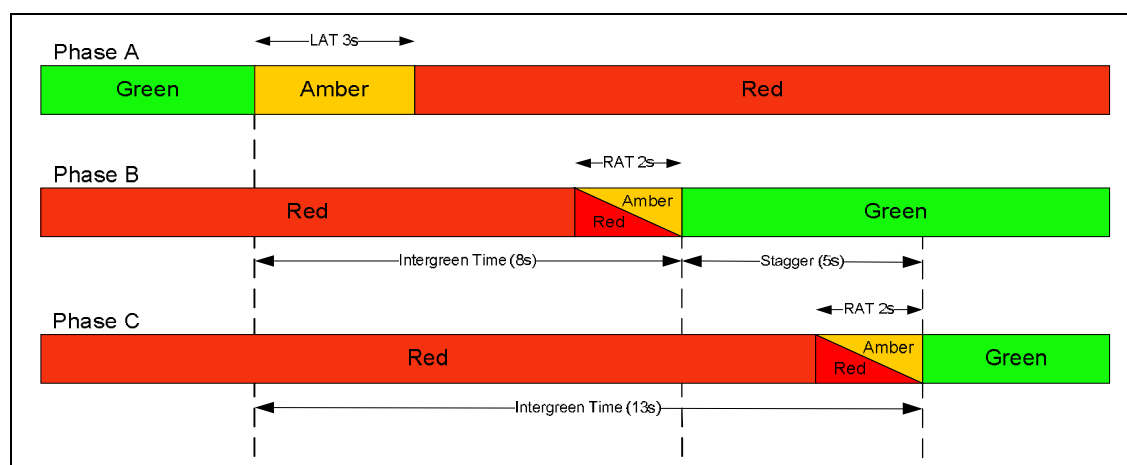 LAT 3s
Phase A
Green Amber Red
RAT 2s
Phase B
Red Amber Red Green
Intergreen Time (8s) Stagger (5s)
RAT 2s
Phase C
Red Amber Red Green
Intergreen Time (13s)